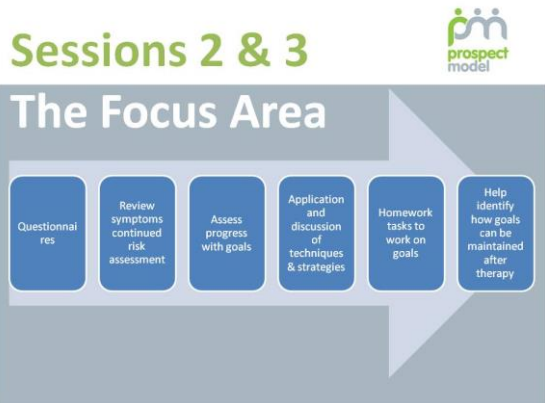 Sessions 2 & 3
prospect
model
The Focus Area
Questionnai
res
Review
symptoms
continued
risk
assessment
Assess
progress
with goals
Application
and
discussion
of
techniques
& strategies
Homework
tasks to
work on
goals
Help
identify
how goals
can be
maintained
after
therapy